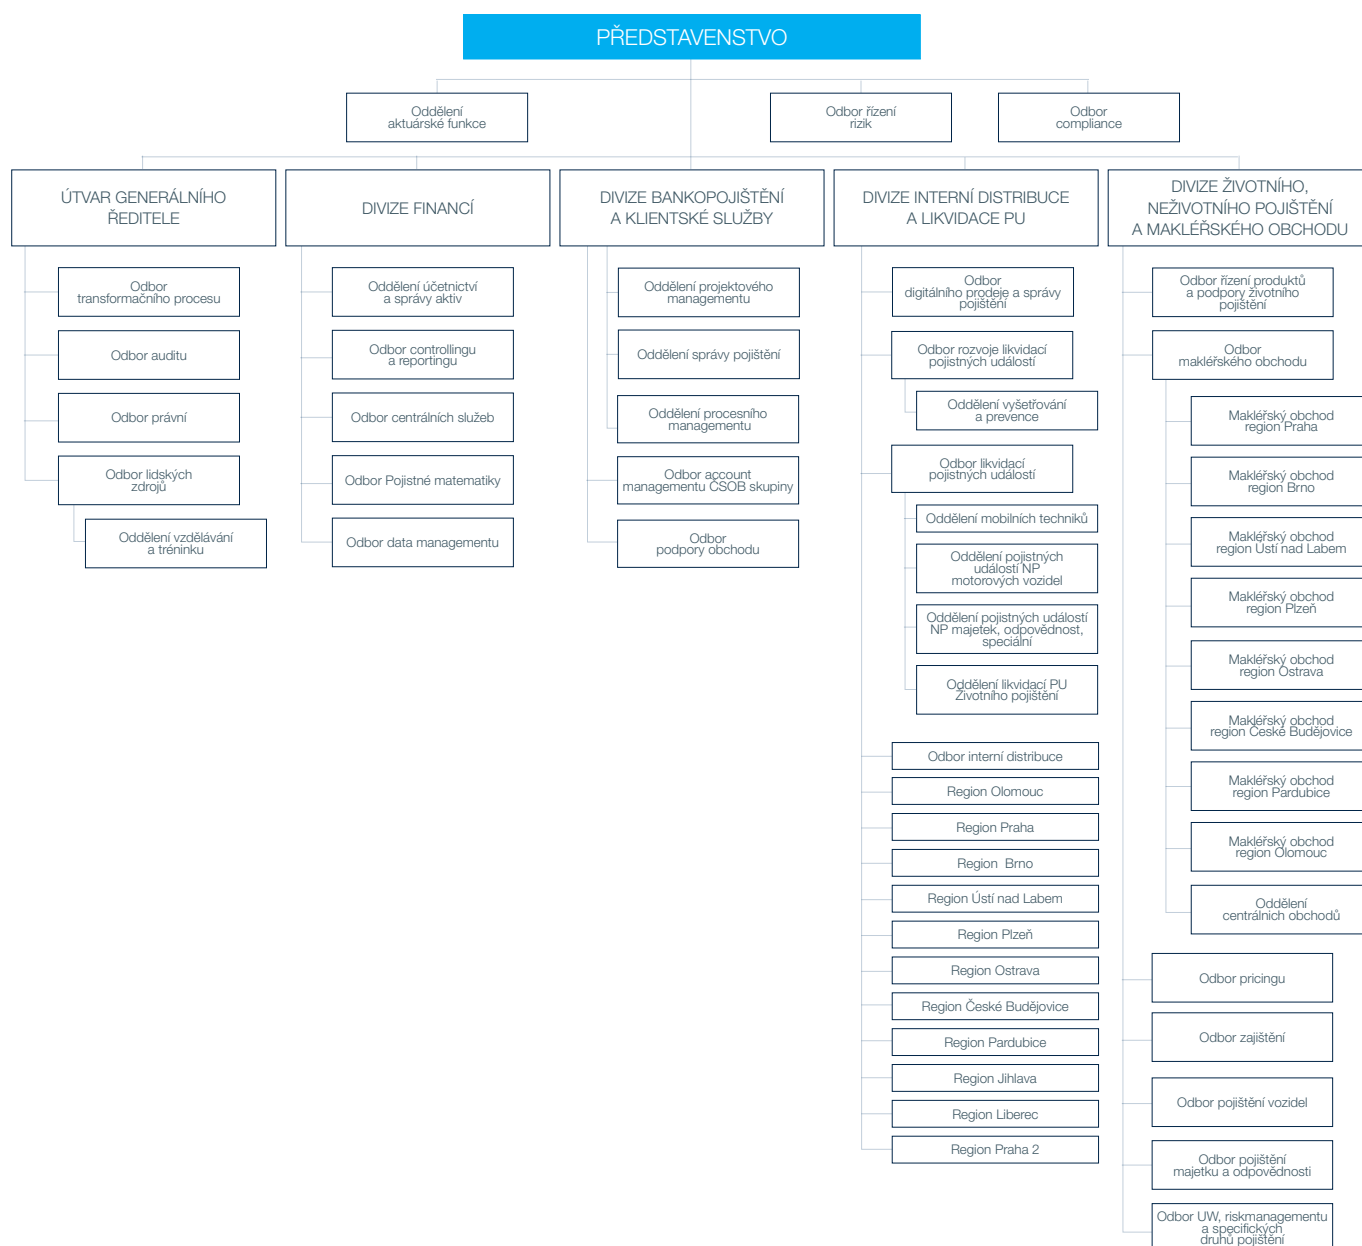 PŘEDSTAVENSTVO
Oddělení
aktuárské funkce
Odbor řízení
rizik
Odbor
compliance
ÚTVAR GENERÁLNÍHO
ŘEDITELE
Odbor
transformačního procesu
Odbor auditu
Odbor právní
Odbor lidských
zdrojů
Oddělení vzdělávání
a tréninku
DIVIZE FINANCÍ
Oddělení účetnictví
a správy aktiv
Odbor controllingu
a reportingu
Odbor centrálních služeb
Odbor Pojistné matematiky
Odbor data managementu
DIVIZE BANKOPOJIŠTĚNÍ
A KLIENTSKÉ SLUŽBY
Oddělení projektového
managementu
Oddělení správy pojištění
Oddělení procesního
managementu
Odbor account
managementu ČSOB skupiny
Odbor
podpory obchodu
DIVIZE INTERNÍ DISTRIBUCE
A LIKVIDACE PU
Odbor
digitálního prodeje a správy
pojištění
Odbor rozvoje likvidací
pojistných událostí
Oddělení vyšetřování
a prevence
Odbor likvidací
pojistných událostí
Oddělení mobilních techniků
Oddělení pojistných
událostí NP
motorových vozidel
Oddělení pojistných událostí
NP majetek, odpovědnost,
speciální
Oddělení likvidací PU
Životního pojištění
Odbor interní distribuce
Region Olomouc
Region Praha
Region  Brno
Region Ústí nad Labem
Region Plzeň
Region Ostrava
Region České Budějovice
Region Pardubice
Region Jihlava
Region Liberec
Region Praha 2
DIVIZE ŽIVOTNÍHO,
NEŽIVOTNÍHO POJIŠTĚNÍ
A MAKLÉŘSKÉHO OBCHODU
Odbor řízení produktů
a podpory životního
pojištění
Odbor
makléřského obchodu
Makléřský obchod
region Praha
Makléřský obchod
region Brno
Makléřský obchod
region Ústí nad Labem
Makléřský obchod
region Plzeň
Makléřský obchod
region Ostrava
Makléřský obchod
region České Budějovice
Makléřský obchod
region Pardubice
Makléřský obchod
region Olomouc
Oddělení
centrálních obchodů
Odbor pricingu
Odbor zajištění
Odbor pojištění vozidel
Odbor pojištění
majetku a odpovědnosti
Odbor UW, riskmanagementu
a specifických
druhů pojištění